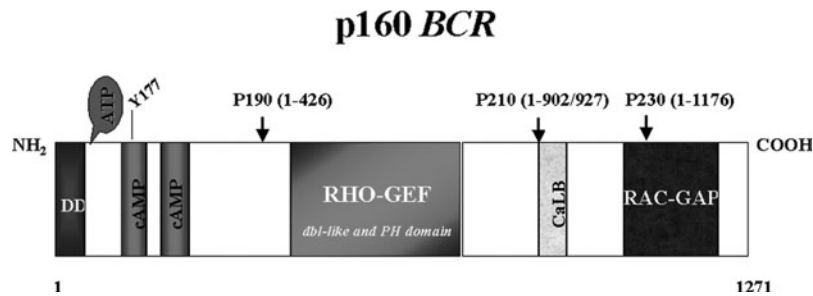 p160 BCR
ATP
Y177
P190 (1-426)
P210 (1-902/927)
P230 (1-1176)
NH2
COOH
DD
cAMP
cAMP
RHO-GEF
dbl-like and PH domain
CaLB
RAC-GAP
1
1271